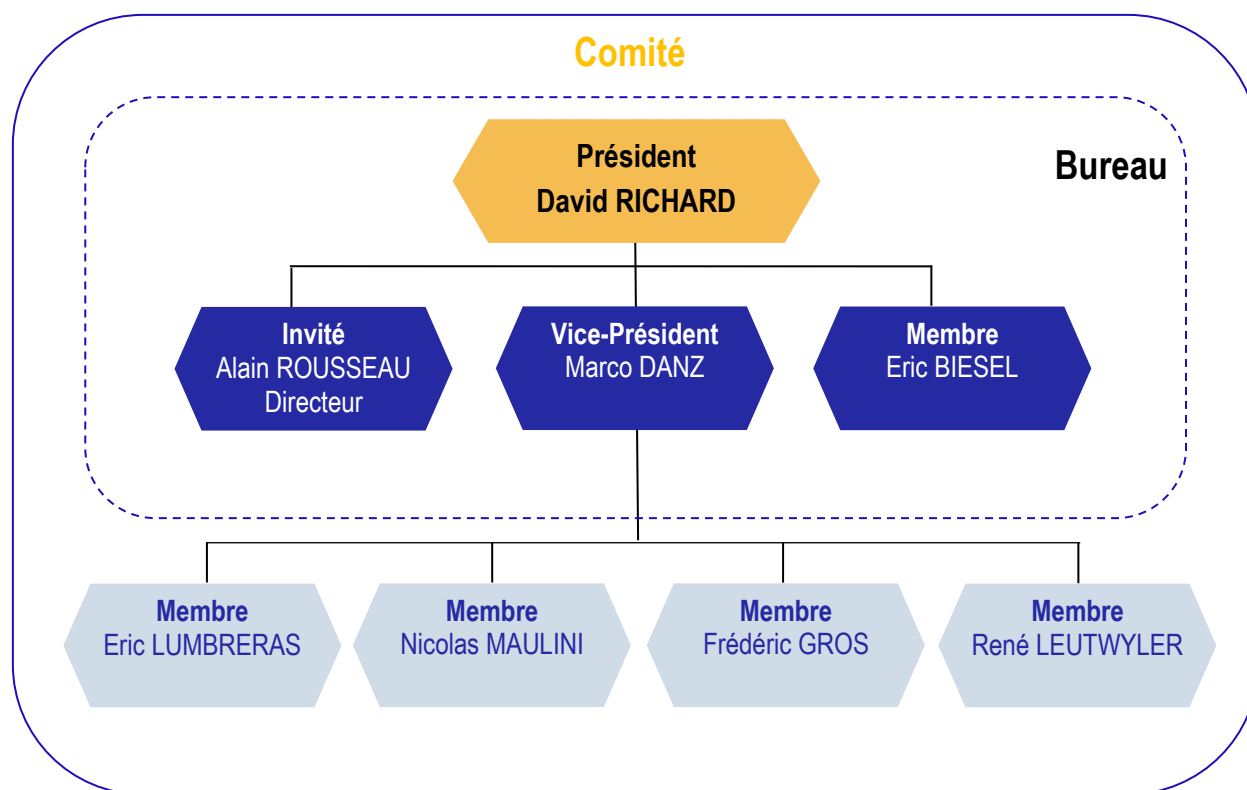 Comité
Bureau
Président
David RICHARD
Invité
Alain ROUSSEAU
Directeur
Vice-Président
Marco DANZ
Membre
Eric BIESEL
Membre
Eric LUMBRERAS
Membre
Nicolas MAULINI
Membre
Frédéric GROS
Membre
René LEUTWYLER